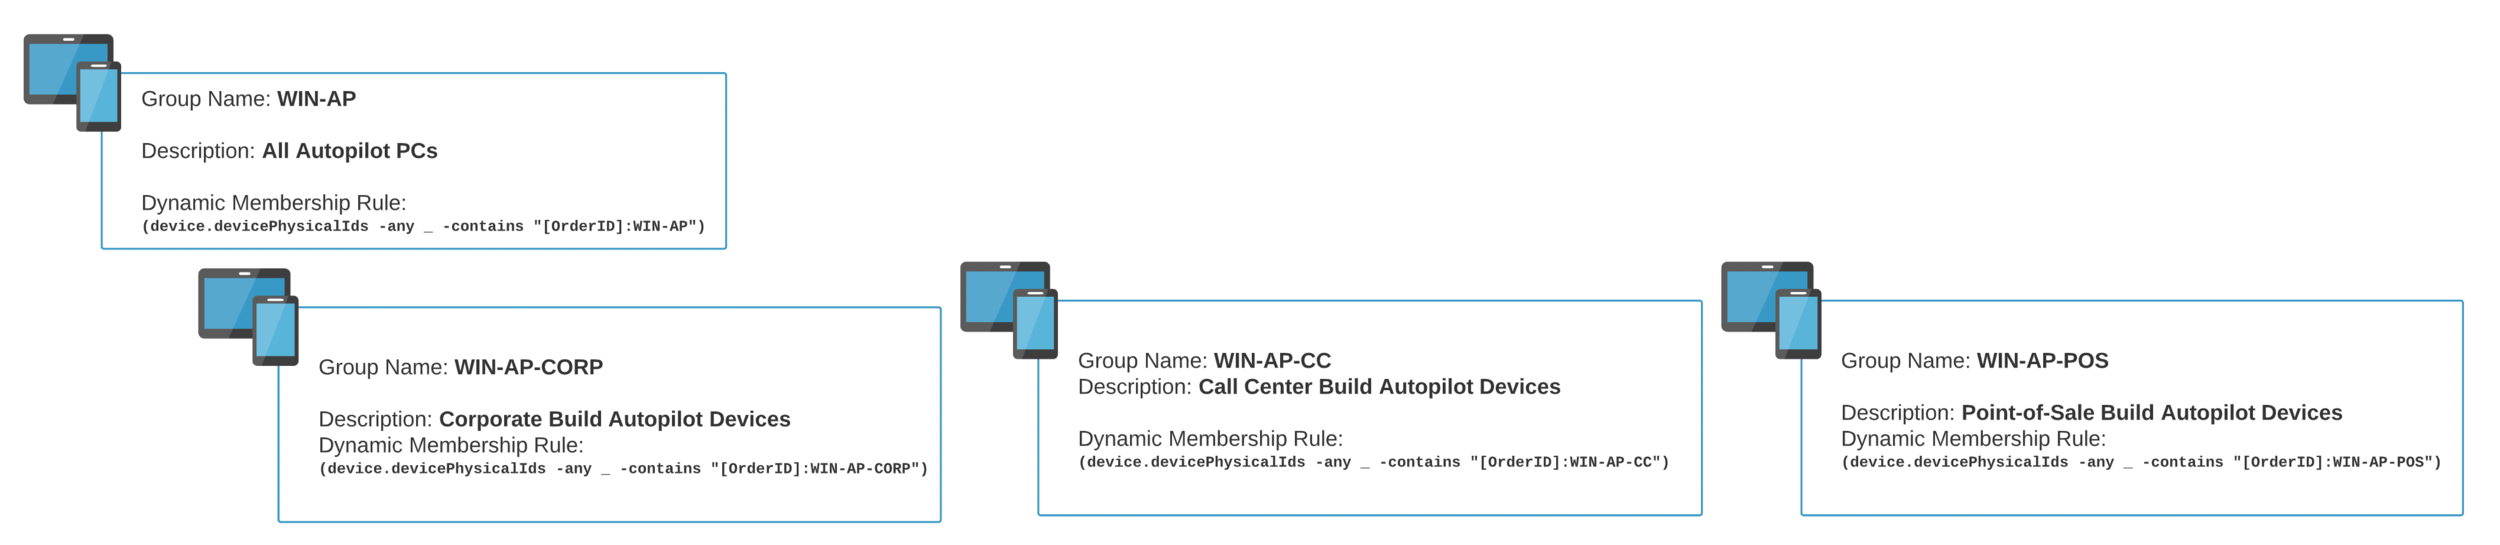 Group Name: WIN-AP
Description: All Autopilot PCs
Dynamic Membership Rule:
(device.devicePhysicalIds -any _ -contains "[OrderID]:WIN-AP")
Group Name: WIN-AP-CORP
Description: Corporate Build Autopilot Devices
Dynamic Membership Rule:
(device.devicePhysicalIds -any _ -contains "[OrderID]:WIN-AP-CORP")
Group Name: WIN-AP-CC
Description: Call Center Build Autopilot Devices
Dynamic Membership Rule:
(device.devicePhysicalIds -any _ -contains "[OrderID]:WIN-AP-CC")
Group Name: WIN-AP-POS
Description: Point-of-Sale Build Autopilot Devices
Dynamic Membership Rule:
(device.devicePhysicalIds -any _ -contains "[OrderID]:WIN-AP-POS")